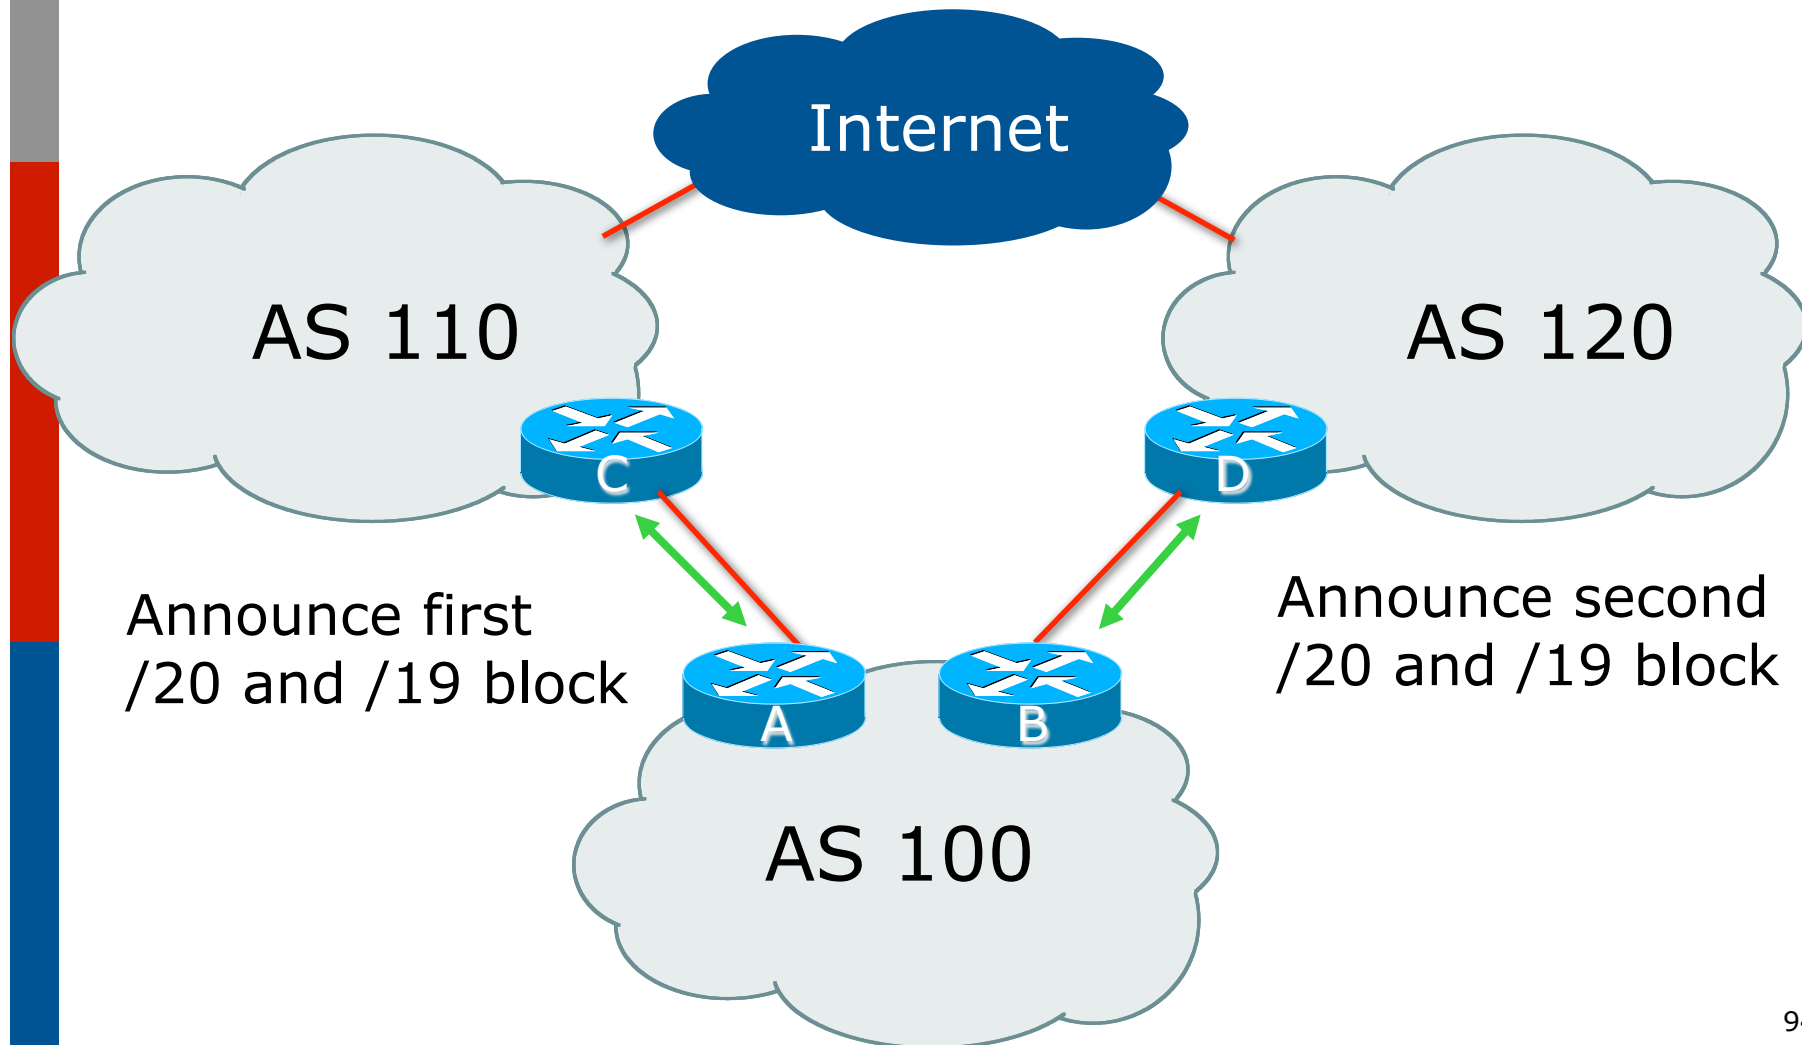 Internet
AS 110
AS 120
C
D
Announce first
/20 and /19 block
Announce second
/20 and /19 block
A
B
AS 100